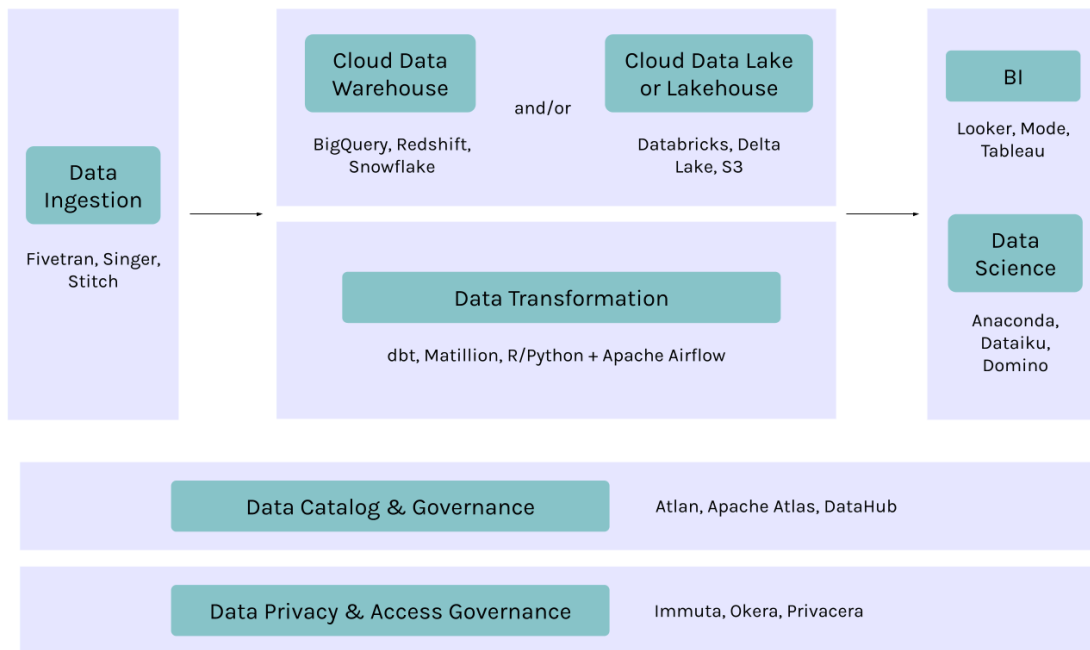 Data
Ingestion
Fivetran, Singer,
Stitch
Cloud Data
Warehouse
BigQuery, Redshift,
Snowflake
and/or
Cloud Data Lake
or Lakehouse
Databricks, Delta
Lake, S3
Data Transformation
dbt, Matillion, R/Python + Apache Airflow
BI
Looker, Mode,
Tableau
Data
Science
Anaconda,
Dataiku,
Domino
Data Catalog & Governance
Atlan, Apache Atlas, DataHub
Data Privacy & Access Governance
Immuta, Okera, Privacera